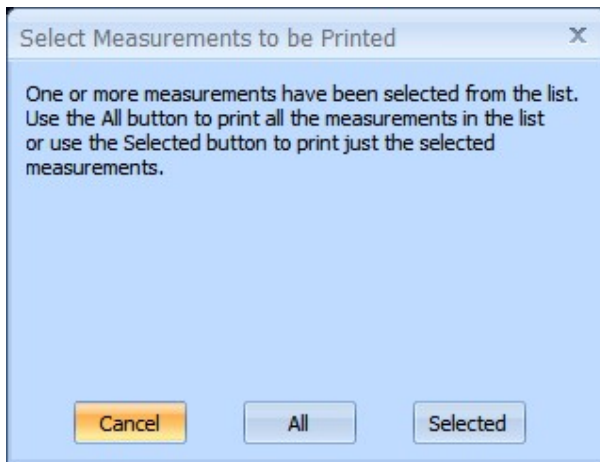 Select Measurements to be Printed
One or more measurements have been selected from the list.
Use the All button to print all the measurements in the list
or use the Selected button to print just the selected
measurements.
Cancel All Selected